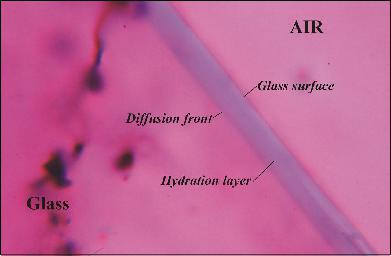 AIR
Glass surface
Diffusion front
Hydration layer
Glass